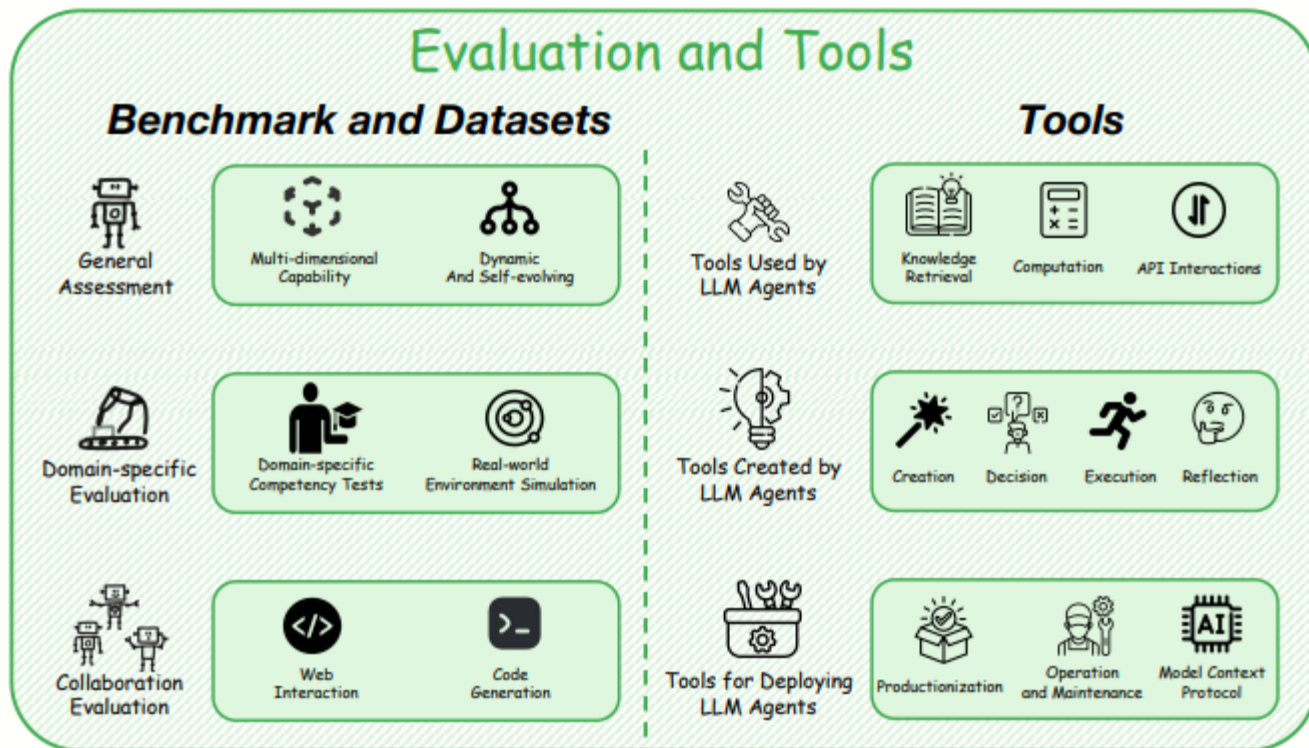 Evaluation and Tools
Benchmark and Datasets
General
Assessment
Multi-dimensional
Capability
Dynamic
And Self-evolving
Domain-specific
Evaluation
Domain-specific
Competency Tests
Real-world
Environment Simulation
Collaboration
Evaluation
Web
Interaction
Code
Generation
Tools
Tools Used by
LLM Agents
Knowledge
Retrieval
Computation
API Interactions
Tools Created by
LLM Agents
Creation
Decision
Execution
Reflection
Tools for Deploying
LLM Agents
Productionization
Operation
and Maintenance
AI
Model Context
Protocol